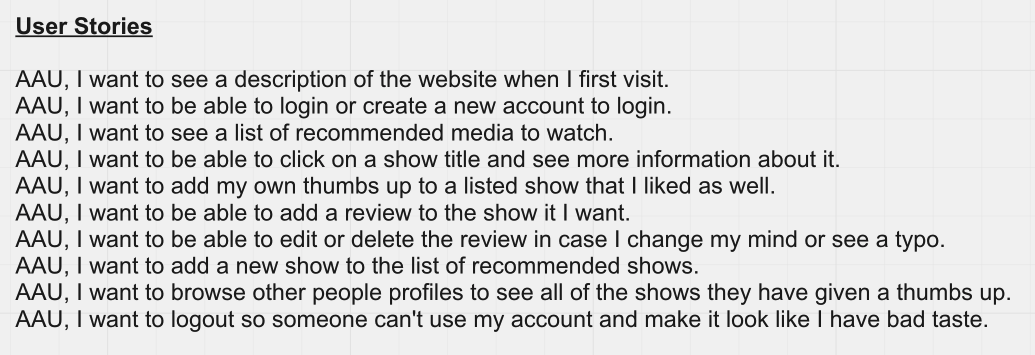 User Stories
AAU, I want to see a description of the website when I first visit.
AAU, I want to be able to login or create a new account to login.
AAU, I want to see a list of recommended media to watch.
AAU, I want to be able to click on a show title and see more information about it.
AAU, I want to add my own thumbs up to a listed show that I liked as well.
AAU, I want to be able to add a review to the show it I want.
AAU, I want to be able to edit or delete the review in case I change my mind or see a typo.
AAU, I want to add a new show to the list of recommended shows.
AAU, I want to browse other people profiles to see all of the shows they have given a thumbs up.
AAU, I want to logout so someone can't use my account and make it look like I have bad taste.